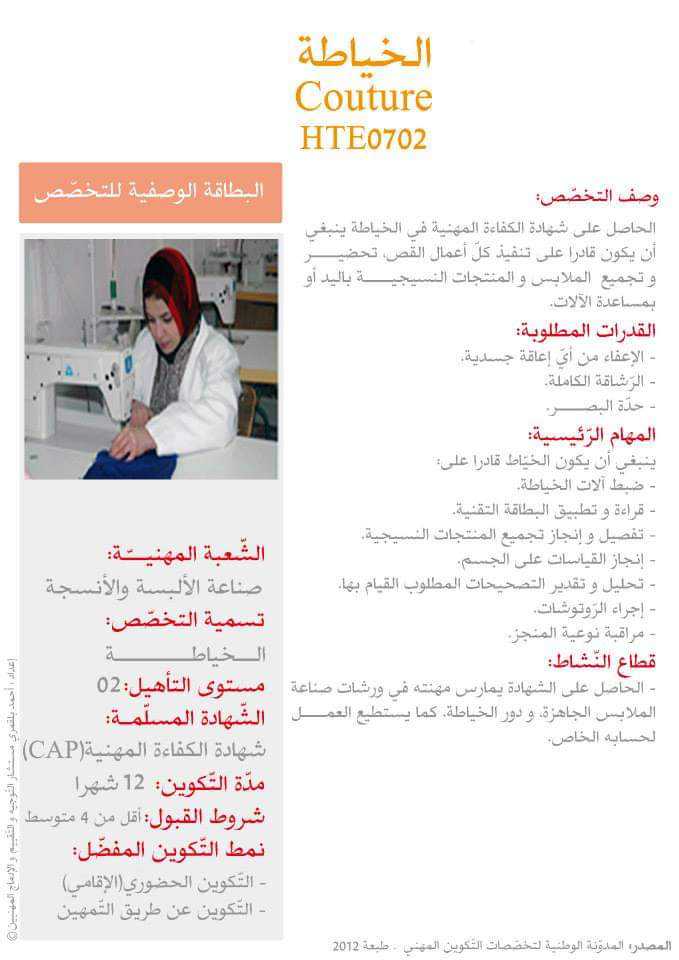 الخياطة
Couture
HTE0702
البطاقة الوصفية للتخصّص
وصف التخصّص:
الحاصل على شهادة الكفاءة المهنية في الخياطة ينبغي
أن يكون قادرا على تنفيذ كلّ أعمال القص، تحضير
و تجميع الملابس و المنتجات النسيجية باليد أو
بمساعدة الآلات.
القدرات المطلوبة:
- الإعفاء من أيّ إعاقة جسدية.
- الرّشاقة الكاملة.
- حدّة البصر.
المهام الرّئيسية:
ينبغي أن يكون الخيّاط قادرا على:
- ضبط آلات الخياطة.
- قراءة و تطبيق البطاقة التقنية.
- تفصيل و إنجاز تجميع المنتجات النسيجية.
- إنجاز القياسات على الجسم.
- تحليل و تقدير التصحيحات المطلوب القيام بها.
- إجراء الرّوتوشات.
- مراقبة نوعية المنجز.
قطاع النّشاط:
- الحاصل على الشهادة يمارس مهنته في ورشات صناعة
الملابس الجاهزة، و دور الخياطة. كما يستطيع العمل
لحسابه الخاص.
الشّعبة المهنيّة:
صناعة الألبسة والأنسجة
تسمية التخصّص:
الخياطة
مستوى التأهيل: 02
الشّهادة المسلّمة:
شهادة الكفاءة المهنية(CAP)
مدّة التّكوين: 12 شهرا
شروط القبول: أقل من 4 متوسط
نمط التّكوين المفضّل:
- التّكوين الحضوري(الإقامي)
- التّكوين عن طريق التّمهين
إعداد : أحمد بلقمري مستشار التوجيه و التقييم و الإدماج المهنيين ©
المصدر: المدوّنة الوطنية لتخصّصات التّكوين المهني . طبعة 2012